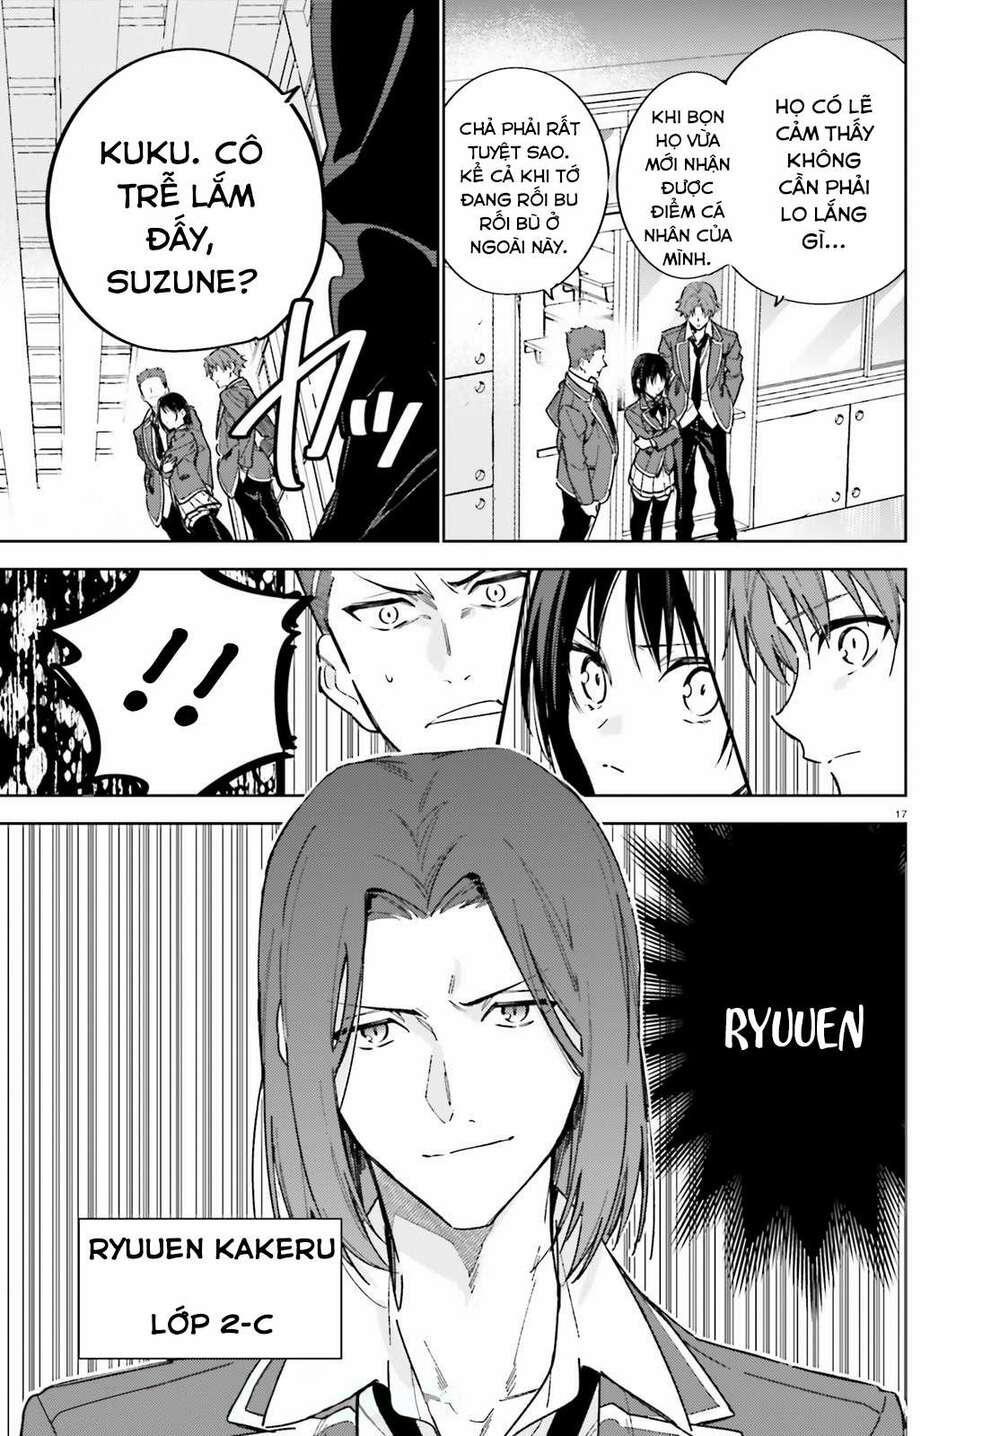 HỌ CÓ LẼ
CẢM THẤY
KHÔNG
CẦN PHẢI
LO LẮNG
GÌ...
KHI BỌN
HỌ VỪA
MỚI NHẬN
ĐƯỢC
ĐIỂM CÁ
NHÂN CỦA
MÌNH.
CHẢ PHẢI RẤT
TUYỆT SAO.
KỂ CẢ KHI TỚ
ĐANG RỐI BU
RỐI BÙ Ở
NGOÀI NÀY.
KUKU. CÔ
TRỄ LẮM
ĐẤY,
SUZUNE?
カッ
!!
17
RYUUEN
RYUUEN KAKERU
LỚP 2-C